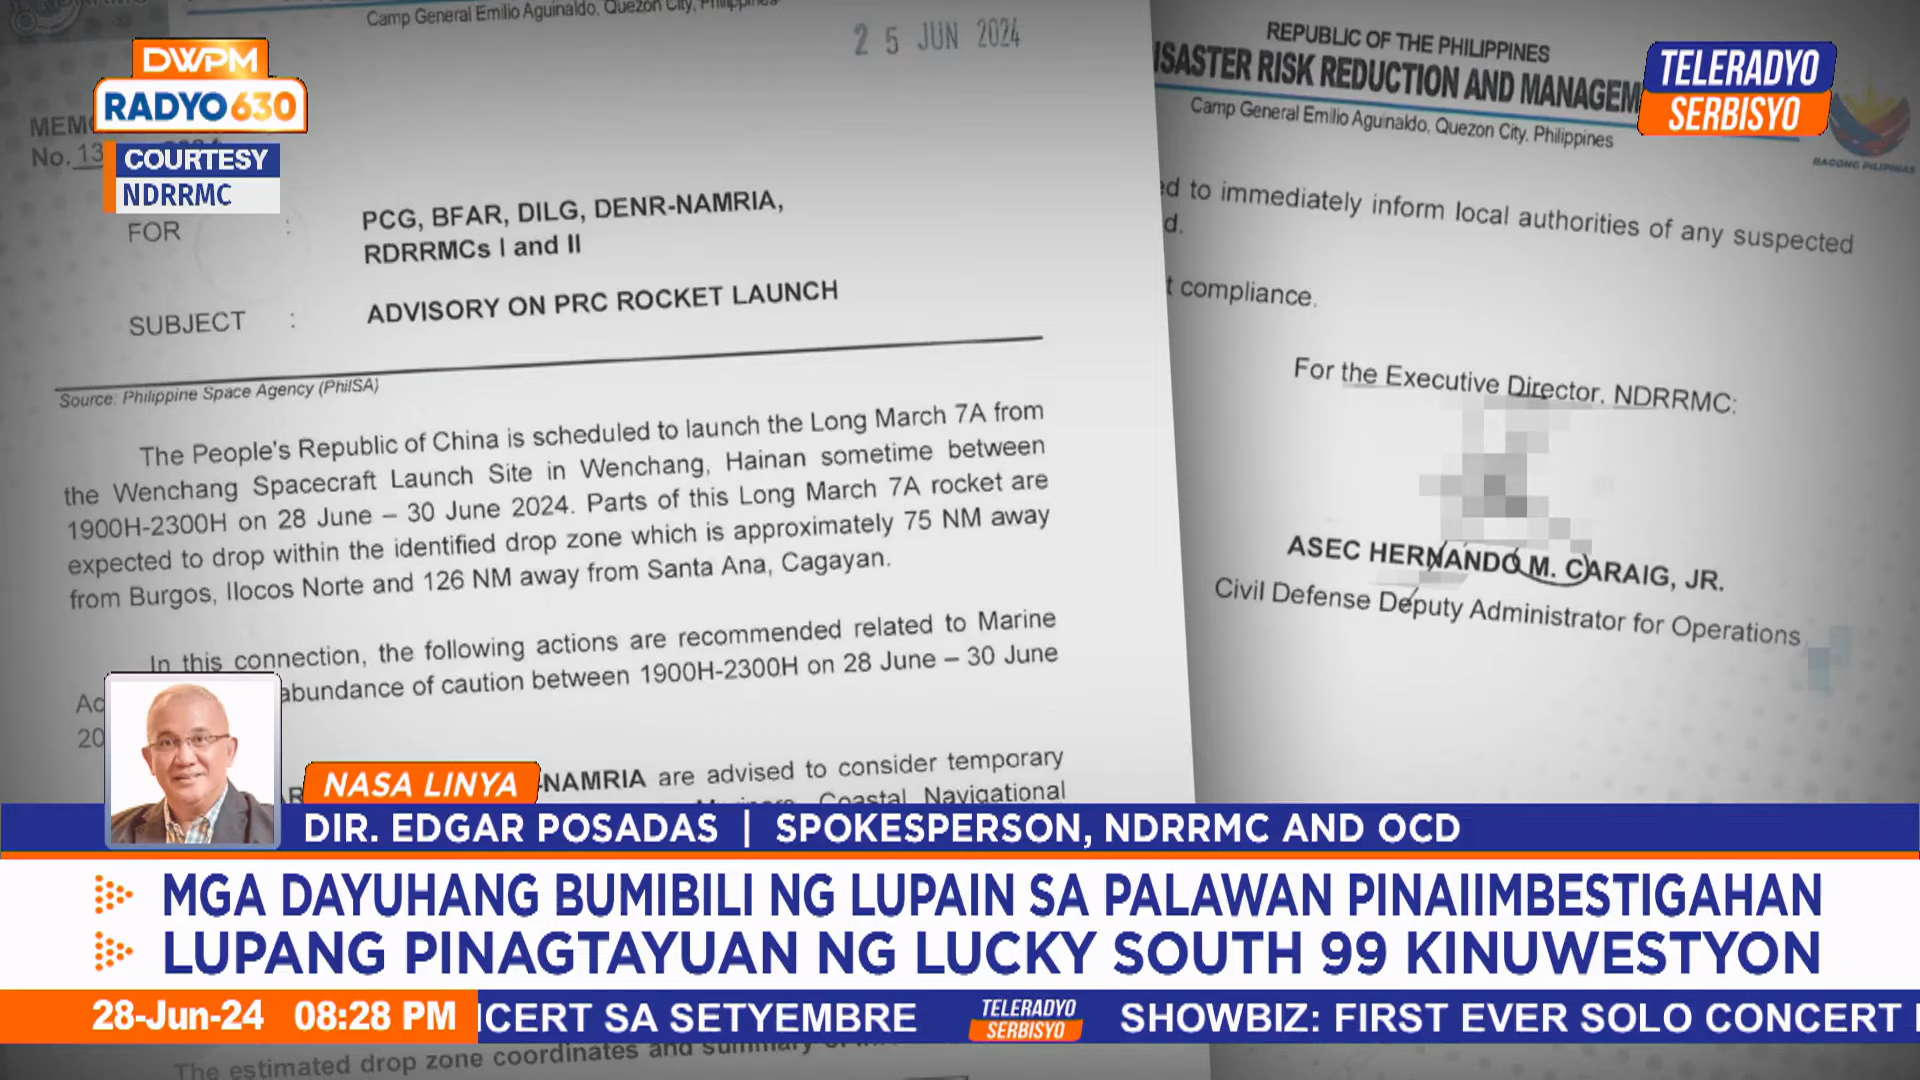 Camp General Emilio Aguinaldo, Quezon City, Philippines
25 JUN 2024
DWPM
RADYO 630
COURTESY
NDRRMC
No. 13
FOR :
PCG, BFAR, DILG, DENR-NAMRIA,
RDRRMCs I and II
SUBJECT :
ADVISORY ON PRC ROCKET LAUNCH
Source: Philippine Space Agency (PhilSA)
The People's Republic of China is scheduled to launch the Long March 7A from
the Wenchang Spacecraft Launch Site in Wenchang, Hainan sometime between
1900H-2300H on 28 June – 30 June 2024. Parts of this Long March 7A rocket are
expected to drop within the identified drop zone which is approximately 75 NM away
from Burgos, Ilocos Norte and 126 NM away from Santa Ana, Cagayan.
In this connection, the following actions are recommended related to Marine
abundance of caution between 1900H-2300H on 28 June – 30 June
20
-NAMRIA are advised to consider temporary
Coastal Navigational
REPUBLIC OF THE PHILIPPINES
ISASTER RISK REDUCTION AND MANAGEM
Camp General Emilio Aguinaldo, Quezon City, Philippines
TELERADYO
SERBISYO
BAGONG PILIPINAS
ed to immediately inform local authorities of any suspected
d.
t compliance.
For the Executive Director, NDRRMC:
ASEC HERNANDO M. CARAIG, JR.
Civil Defense Deputy Administrator for Operations
NASA LINYA
DIR. EDGAR POSADAS | SPOKESPERSON, NDRRMC AND OCD
MGA DAYUHANG BUMIBILI NG LUPAIN SA PALAWAN PINAIIMBESTIGAHAN
LUPANG PINAGTAYUAN NG LUCKY SOUTH 99 KINUWESTYON
28-Jun-24 08:28 PM
NCERT SA SETYEMBRE TELERADYO SERBISYO SHOWBIZ: FIRST EVER SOLO CONCERT
The estimated drop zone coordinates and summary of